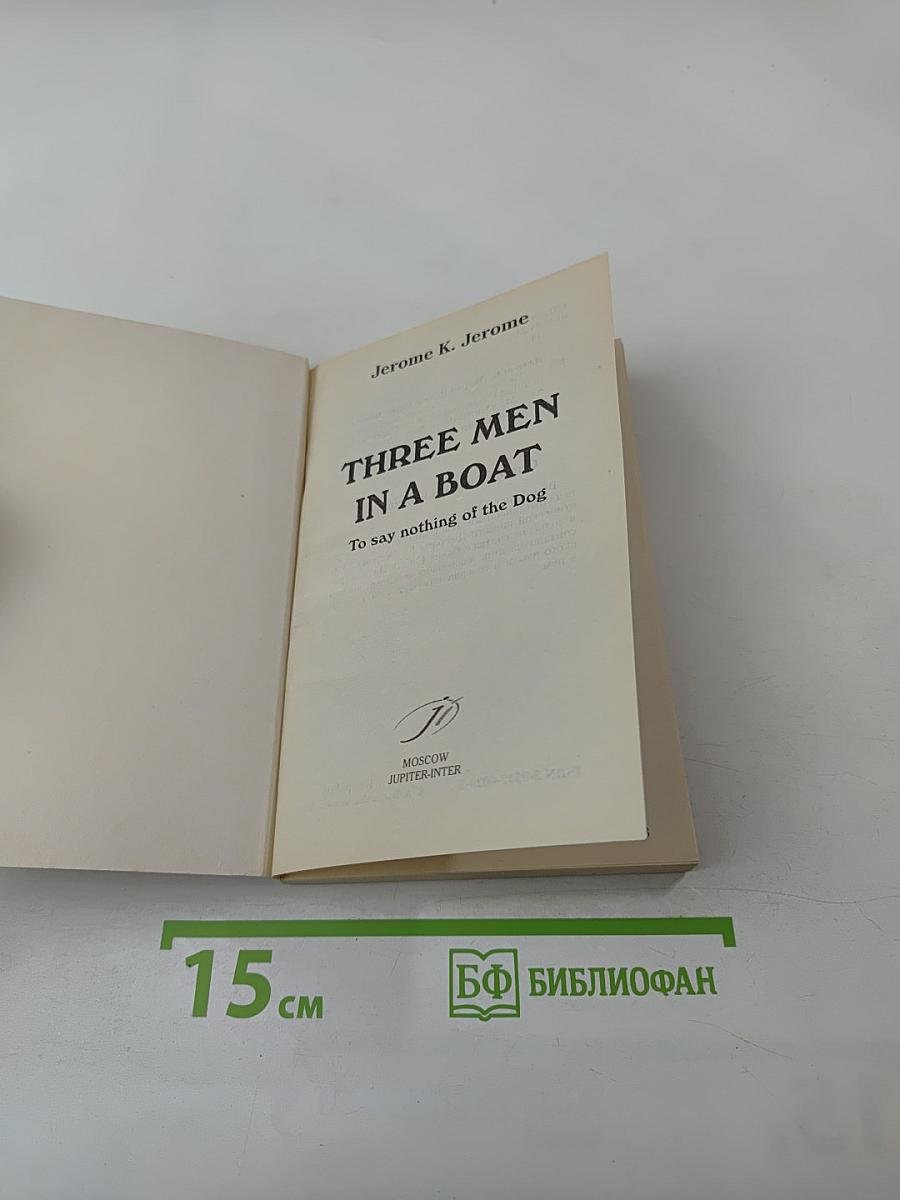 Jerome K. Jerome
THREE MEN
IN A BOAT
To say nothing of the Dog
JI
MOSCOW
JUPITER-INTER
15 см
БФ БИБЛИОФАН